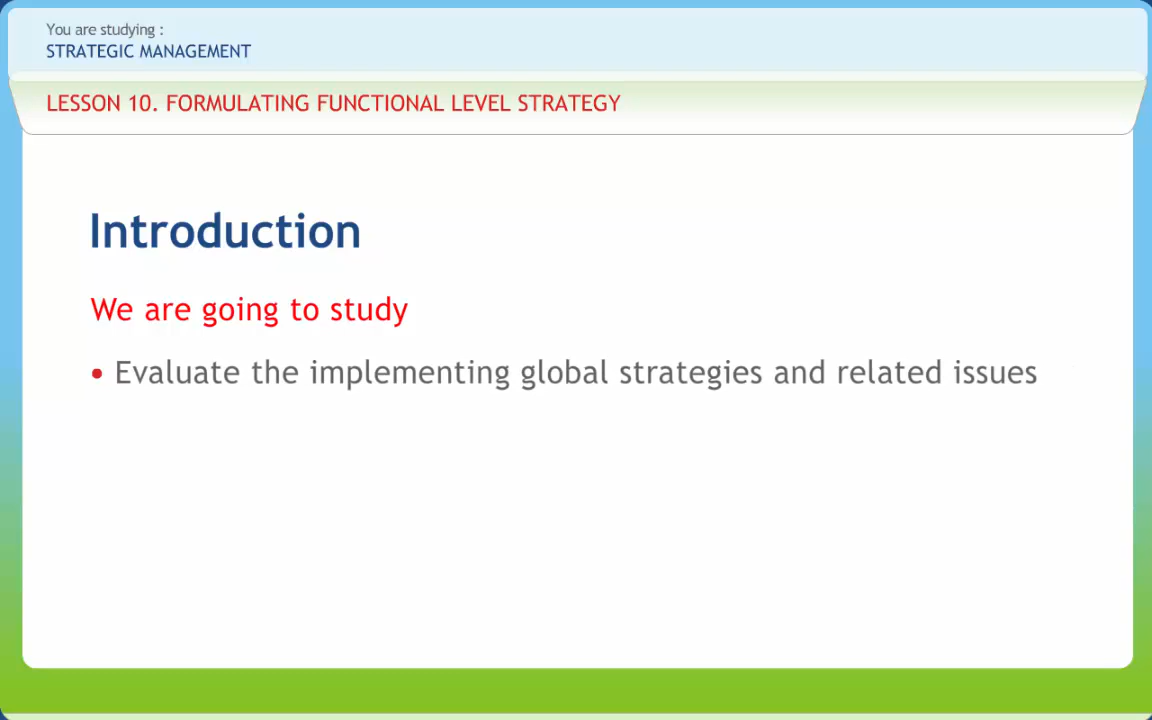 You are studying :
STRATEGIC MANAGEMENT
LESSON 10. FORMULATING FUNCTIONAL LEVEL STRATEGY
Introduction
We are going to study
• Evaluate the implementing global strategies and related issues